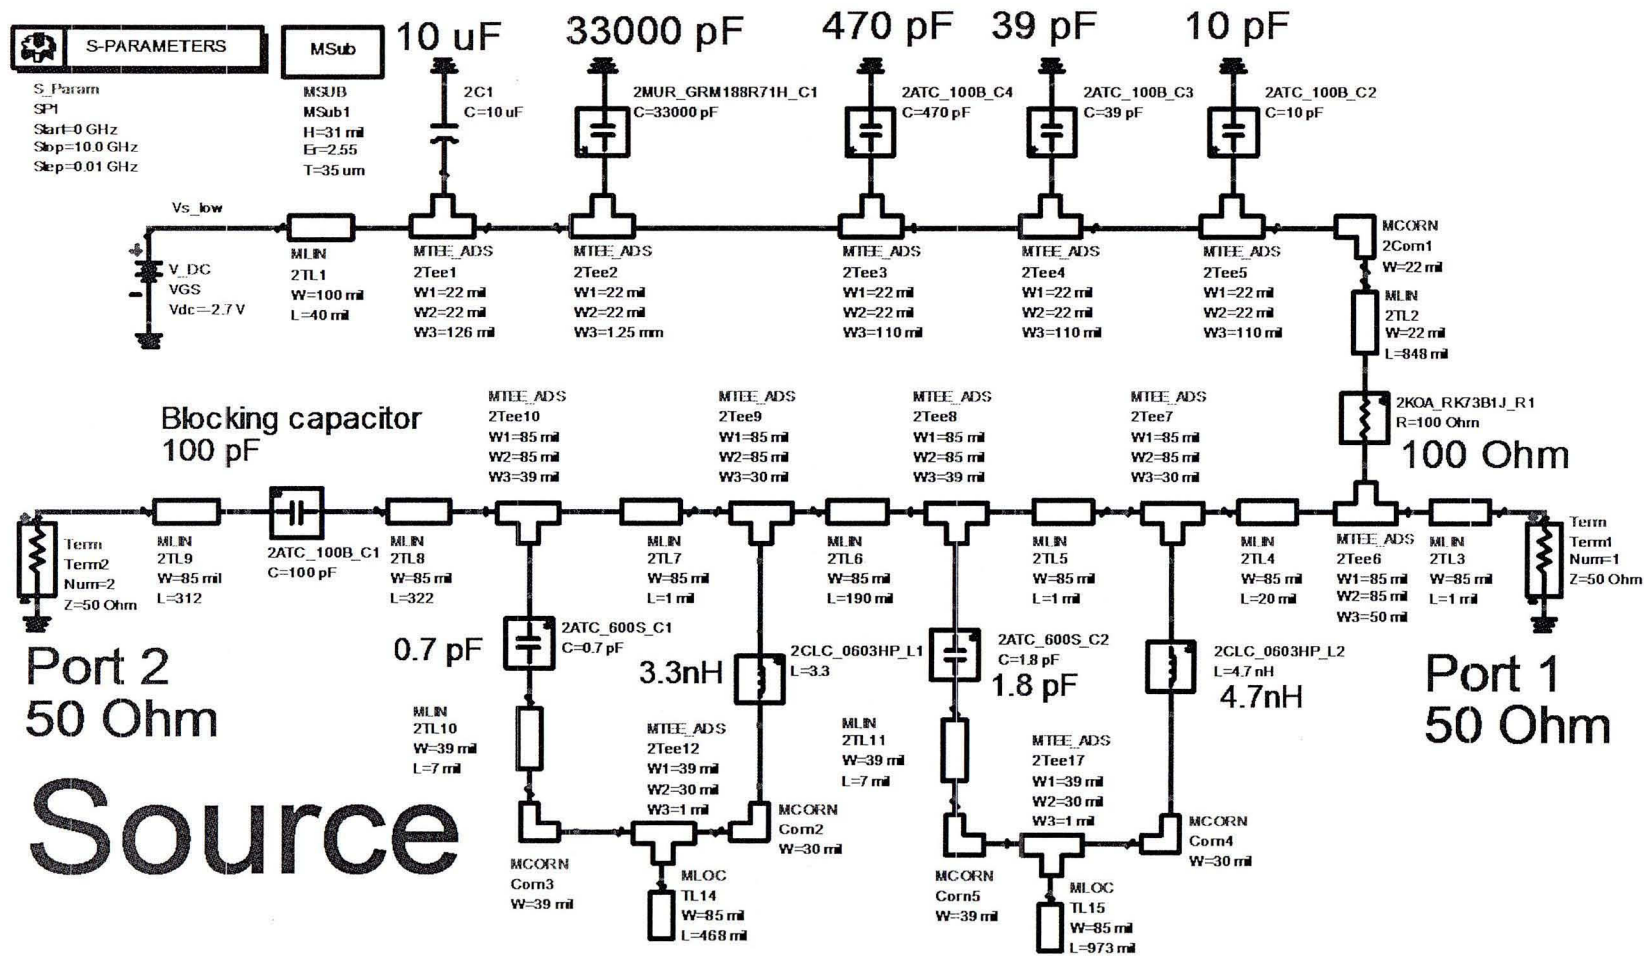 10 uF
33000 pF
470 pF
39 pF
10 pF
S-PARAMETERS
S_Param
SP1
Start=0 GHz
Stop=10.0 GHz
Step=0.01 GHz
MSub
MSUB
MSub1
H=31 mil
Er=2.55
T=35 um
2C1
C=10 uF
2MUR_GRM188R71H_C1
C=33000 pF
2ATC_100B_C4
C=470 pF
2ATC_100B_C3
C=39 pF
2ATC_100B_C2
C=10 pF
Vs_low
V_DC
VGS
Vdc=-2.7 V
MLIN
2TL1
W=100 mil
L=40 mil
MTEE_ADS
2Tee1
W1=22 mil
W2=22 mil
W3=126 mil
MTEE_ADS
2Tee2
W1=22 mil
W2=22 mil
W3=1.25 mm
MTEE_ADS
2Tee3
W1=22 mil
W2=22 mil
W3=110 mil
MTEE_ADS
2Tee4
W1=22 mil
W2=22 mil
W3=110 mil
MTEE_ADS
2Tee5
W1=22 mil
W2=22 mil
W3=110 mil
MCORN
2Corn1
W=22 mil
MLIN
2TL2
W=22 mil
L=848 mil
2KOA_RK73B1J_R1
R=100 Ohm
100 Ohm
Blocking capacitor
100 pF
MTEE_ADS
2Tee10
W1=85 mil
W2=85 mil
W3=39 mil
MTEE_ADS
2Tee9
W1=85 mil
W2=85 mil
W3=30 mil
MTEE_ADS
2Tee8
W1=85 mil
W2=85 mil
W3=39 mil
MTEE_ADS
2Tee7
W1=85 mil
W2=85 mil
W3=30 mil
Term
Term2
Num=2
Z=50 Ohm
MLIN
2TL9
W=85 mil
L=312
2ATC_100B_C1
C=100 pF
MLIN
2TL8
W=85 mil
L=322
MLIN
2TL7
W=85 mil
L=1 mil
MLIN
2TL6
W=85 mil
L=190 mil
MLIN
2TL5
W=85 mil
L=1 mil
MLIN
2TL4
W=85 mil
L=20 mil
MTEE_ADS
2Tee6
W1=85 mil
W2=85 mil
W3=50 mil
MLIN
2TL3
W=85 mil
L=1 mil
Term
Term1
Num=1
Z=50 Ohm
0.7 pF
2ATC_600S_C1
C=0.7 pF
3.3nH
2CLC_0603HP_L1
L=3.3
2ATC_600S_C2
C=1.8 pF
1.8 pF
2CLC_0603HP_L2
L=4.7 nH
4.7nH
Port 2
50 Ohm
Port 1
50 Ohm
MLIN
2TL10
W=39 mil
L=7 mil
MTEE_ADS
2Tee12
W1=39 mil
W2=30 mil
W3=1 mil
MLIN
2TL11
W=39 mil
L=7 mil
MTEE_ADS
2Tee17
W1=39 mil
W2=30 mil
W3=1 mil
Source
MCORN
Corn3
W=39 mil
MCORN
Corn2
W=30 mil
MLOC
TL14
W=85 mil
L=468 mil
MCORN
Corn5
W=39 mil
MCORN
Corn4
W=30 mil
MLOC
TL15
W=85 mil
L=973 mil